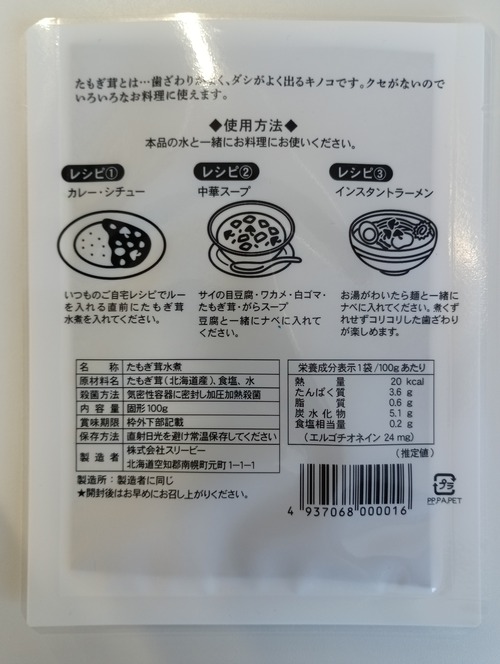 たもぎ茸とは…歯ざわりがよく、ダシがよく出るキノコです。クセがないので
いろいろなお料理に使えます。
◆使用方法◆
本品の水と一緒にお料理にお使いください。
レシピ①
カレー・シチュー
いつものご自宅レシピでルー
を入れる直前にたもぎ茸
水煮を入れてください。
レシピ②
中華スープ
サイの目豆腐・ワカメ・白ゴマ・
たもぎ茸・がらスープ
豆腐と一緒にナベに入れて
ください。
レシピ③
インスタントラーメン
お湯がわいたら麺と一緒に
ナベに入れてください。煮くず
れせずコリコリした歯ざわり
が楽しめます。
名 称 たもぎ茸水煮
原材料名 たもぎ茸(北海道産)、食塩、水
殺菌方法 気密性容器に密封し加圧加熱殺菌
内 容 量 固形100g
賞味期限 枠外下部記載
保存方法 直射日光を避け常温保存してください
製 造 者 株式会社スリービー
北海道空知郡南幌町元町 1-1-1
製造所：製造者に同じ
★開封後はお早めにお召し上がりください。
栄養成分表示1袋/100gあたり
熱 量 20 kcal
たんぱく質 3.6 g
脂 質 0.6 g
炭水化物 5.1 g
食塩相当量 0.2 g
(エルゴチオネイン 24 mg)
(推定値)
4 937068 000016
プラ
PP,PA,PET